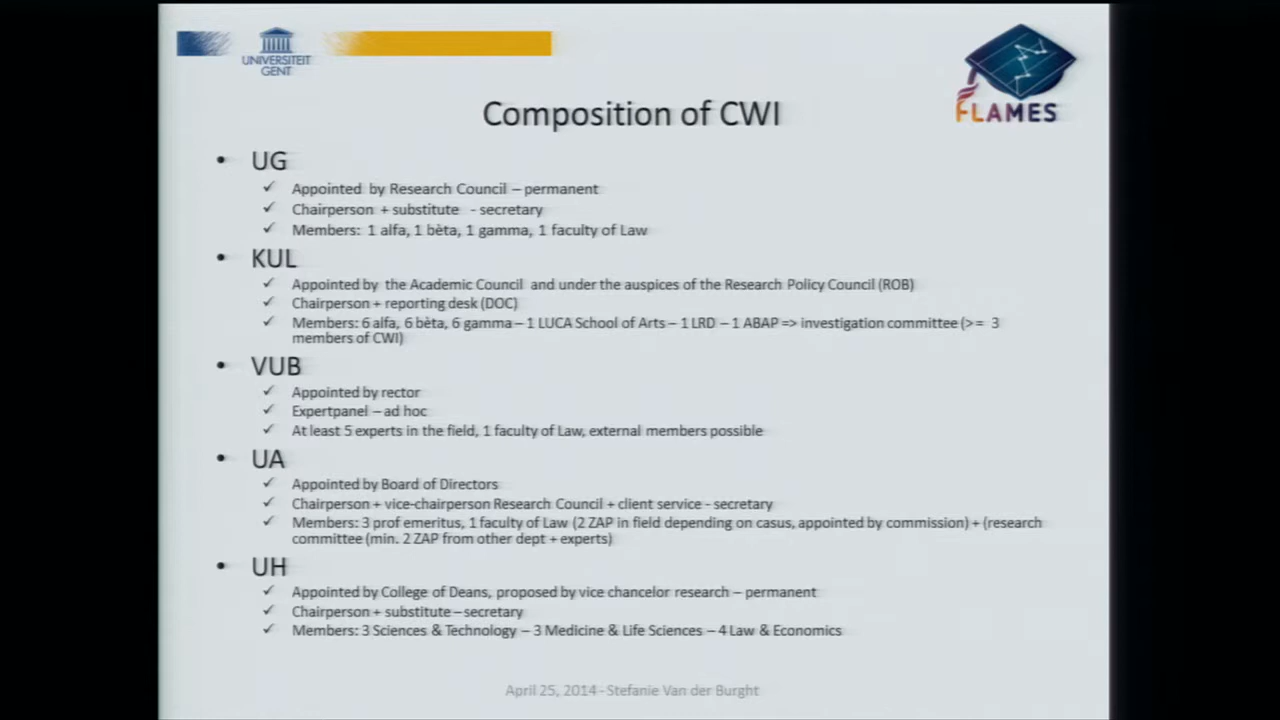 UNIVERSITEIT
GENT
FLAMES
Composition of CWI
• UG
✓ Appointed by Research Council – permanent
✓ Chairperson + substitute - secretary
✓ Members: 1 alfa, 1 bèta, 1 gamma, 1 faculty of Law
• KUL
✓ Appointed by the Academic Council and under the auspices of the Research Policy Council (ROB)
✓ Chairperson + reporting desk (DOC)
✓ Members: 6 alfa, 6 bèta, 6 gamma – 1 LUCA School of Arts – 1 LRD – 1 ABAP => investigation committee (>= 3
members of CWI)
• VUB
✓ Appointed by rector
✓ Expertpanel – ad hoc
✓ At least 5 experts in the field, 1 faculty of Law, external members possible
• UA
✓ Appointed by Board of Directors
✓ Chairperson + vice-chairperson Research Council + client service - secretary
✓ Members: 3 prof emeritus, 1 faculty of Law (2 ZAP in field depending on casus, appointed by commission) + (research
committee (min. 2 ZAP from other dept + experts)
• UH
✓ Appointed by College of Deans, proposed by vice chancelor research – permanent
✓ Chairperson + substitute – secretary
✓ Members: 3 Sciences & Technology – 3 Medicine & Life Sciences – 4 Law & Economics
April 25, 2014 - Stefanie Van der Burght